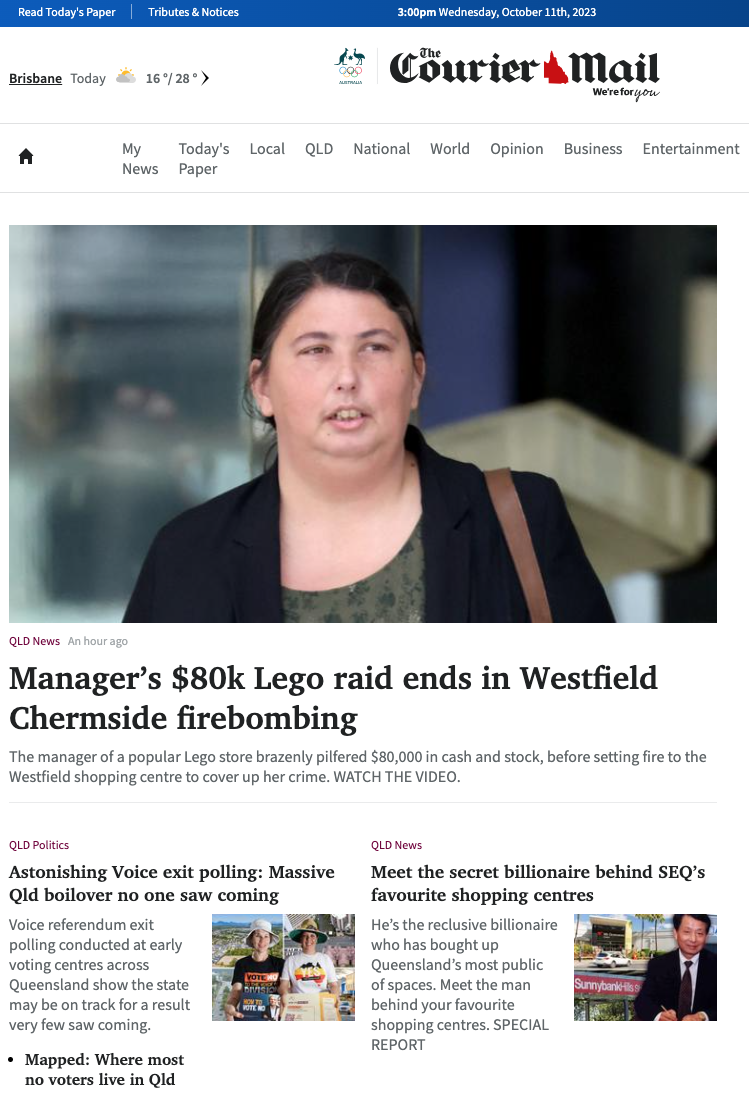 Read Today's Paper
Tributes & Notices
3:00pm Wednesday, October 11th, 2023
Brisbane Today 16 °/ 28 °
AUSTRALIA
The Courier Mail
We're for you
My News
Today's Paper
Local
QLD
National
World
Opinion
Business
Entertainment
QLD News An hour ago
Manager's $80k Lego raid ends in Westfield
Chermside firebombing
The manager of a popular Lego store brazenly pilfered $80,000 in cash and stock, before setting fire to the
Westfield shopping centre to cover up her crime. WATCH THE VIDEO.
QLD Politics
Astonishing Voice exit polling: Massive
Qld boilover no one saw coming
Voice referendum exit
polling conducted at early
voting centres across
Queensland show the state
may be on track for a result
very few saw coming.
VOTE NO
TO THE VOICE OF
DIVISION
VOTE NO
YES
• Mapped: Where most
no voters live in Qld
QLD News
Meet the secret billionaire behind SEQ's
favourite shopping centres
He's the reclusive billionaire
who has bought up
Queensland's most public
of spaces. Meet the man
behind your favourite
shopping centres. SPECIAL
REPORT
SunnybankHills